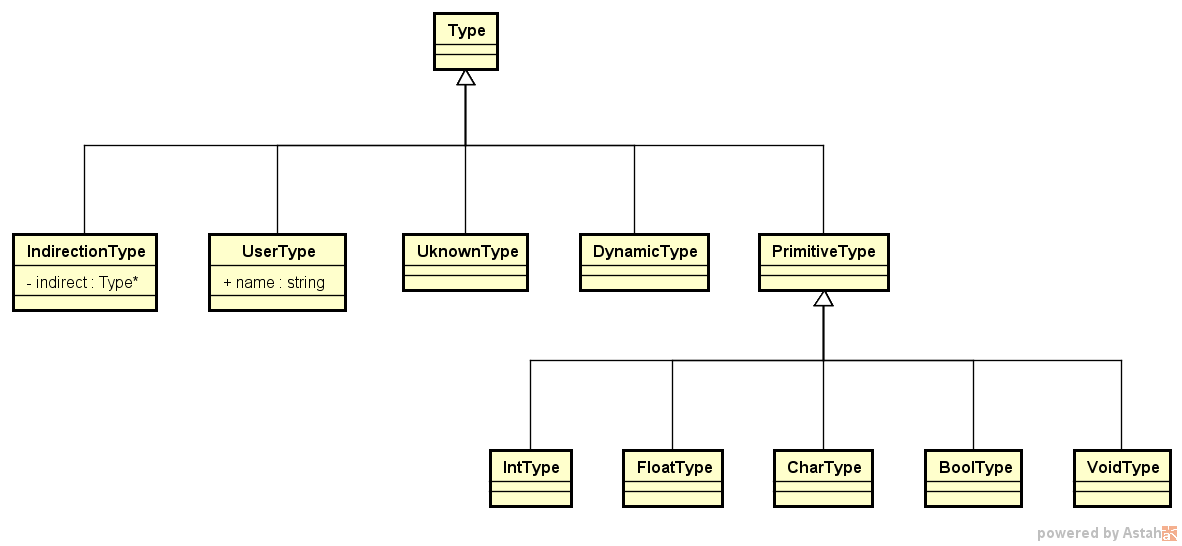 Type
IndirectionType
- indirect : Type*
UserType
+ name : string
UknownType
DynamicType
PrimitiveType
IntType
FloatType
CharType
BoolType
VoidType
powered by Astah